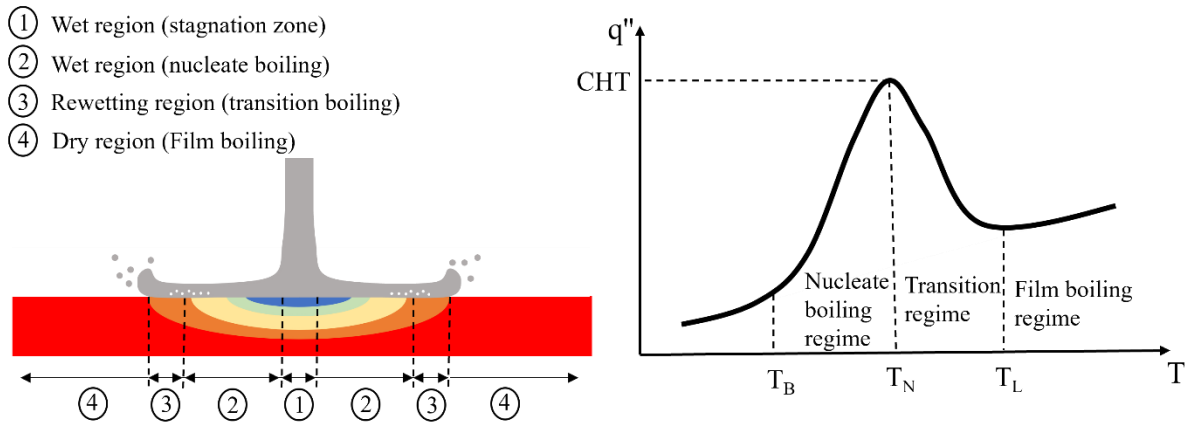 ① Wet region (stagnation zone)
② Wet region (nucleate boiling)
③ Rewetting region (transition boiling)
④ Dry region (Film boiling)
④ ③ ② ① ② ③ ④
q"
CHT
Nucleate
boiling
regime
Transition
regime
Film boiling
regime
T_B T_N T_L T